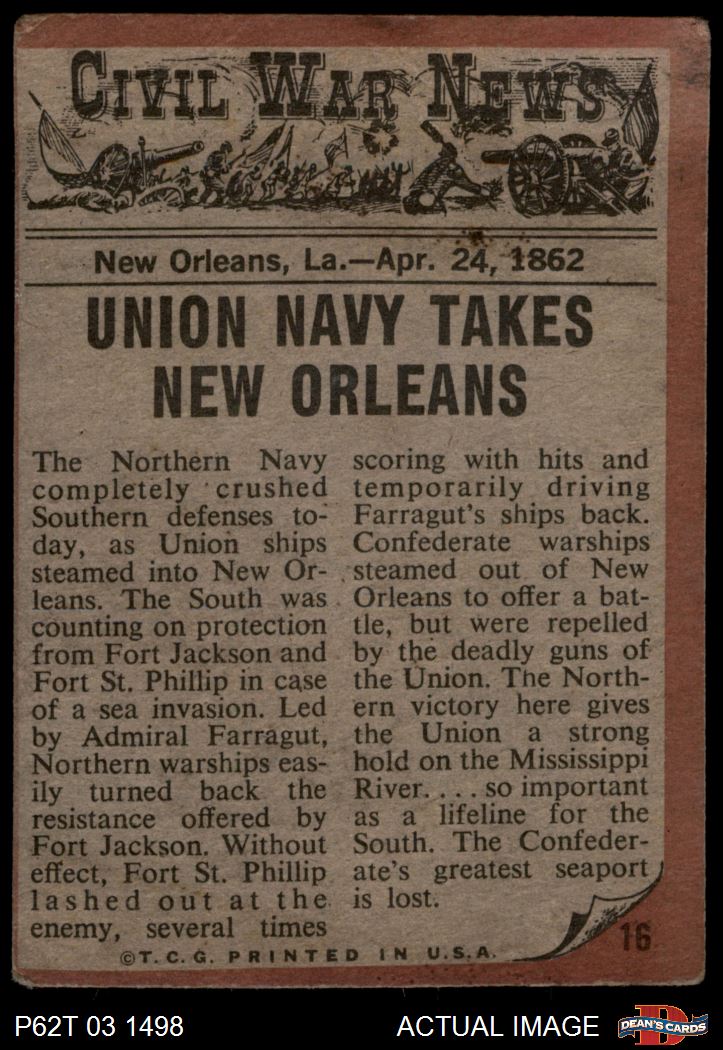 CIVIL WAR NEWS
New Orleans, La.—Apr. 24, 1862
UNION NAVY TAKES
NEW ORLEANS
The Northern Navy
completely crushed
Southern defenses to-
day, as Union ships
steamed into New Or-
leans. The South was
counting on protection
from Fort Jackson and
Fort St. Phillip in case
of a sea invasion. Led
by Admiral Farragut,
Northern warships eas-
ily turned back the
resistance offered by
Fort Jackson. Without
effect, Fort St. Phillip
lashed out at the
enemy, several times
scoring with hits and
temporarily driving
Farragut's ships back.
Confederate warships
steamed out of New
Orleans to offer a bat-
tle, but were repelled
by the deadly guns of
the Union. The North-
ern victory here gives
the Union a strong
hold on the Mississippi
River. . . . so important
as a lifeline for the
South. The Confeder-
ate's greatest seaport
is lost.
16
©T.C.G. PRINTED IN U.S.A.
P62T 03 1498
ACTUAL IMAGE
D
DEAN'S CARDS